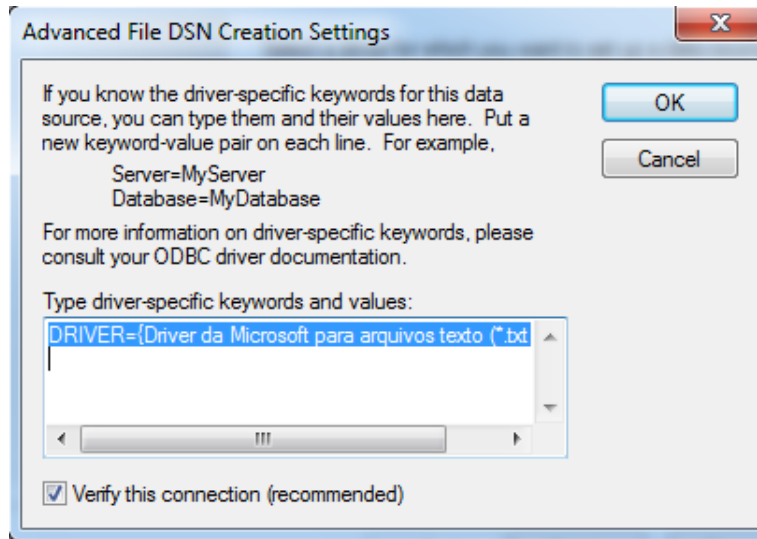 Advanced File DSN Creation Settings
If you know the driver-specific keywords for this data
source, you can type them and their values here. Put a
new keyword-value pair on each line. For example,
Server=MyServer
Database=MyDatabase
For more information on driver-specific keywords, please
consult your ODBC driver documentation.
Type driver-specific keywords and values:
DRIVER={Driver da Microsoft para arquivos texto (*.txt
Verify this connection (recommended)
OK
Cancel